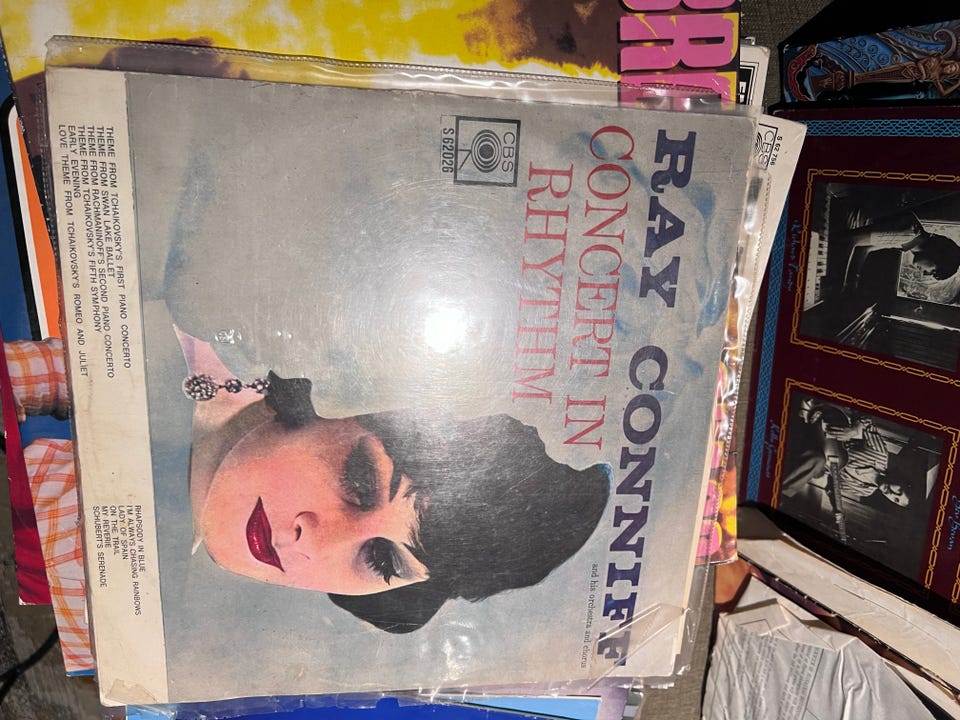 RAY CONNIFF
CONCERT IN
RHYTHM
and his orchestra and chorus
CBS
S 62026
THEME FROM TCHAIKOVSKY'S FIRST PIANO CONCERTO
THEME FROM SWAN LAKE BALLET
THEME FROM RACHMANINOFF'S SECOND PIANO CONCERTO
THEME FROM TCHAIKOVSKY'S FIFTH SYMPHONY
EARLY EVENING
LOVE THEME FROM TCHAIKOVSKY'S ROMEO AND JULIET
RHAPSODY IN BLUE
I'M ALWAYS CHASING RAINBOWS
LADY OF SPAIN
ON THE TRAIL
MY REVERIE
SCHUBERT'S SERENADE
CBS